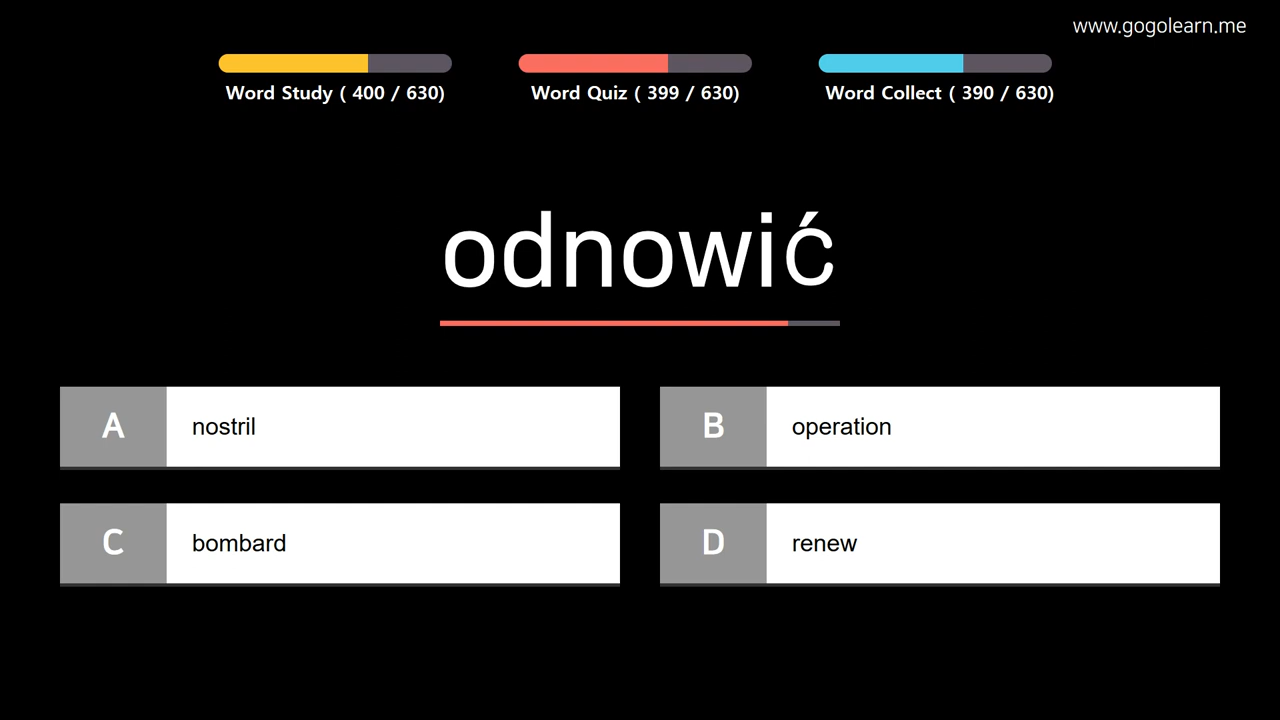 www.gogolearn.me
Word Study ( 400 / 630)
Word Quiz ( 399 / 630)
Word Collect ( 390 / 630)
odnowić
A nostril
B operation
C bombard
D renew